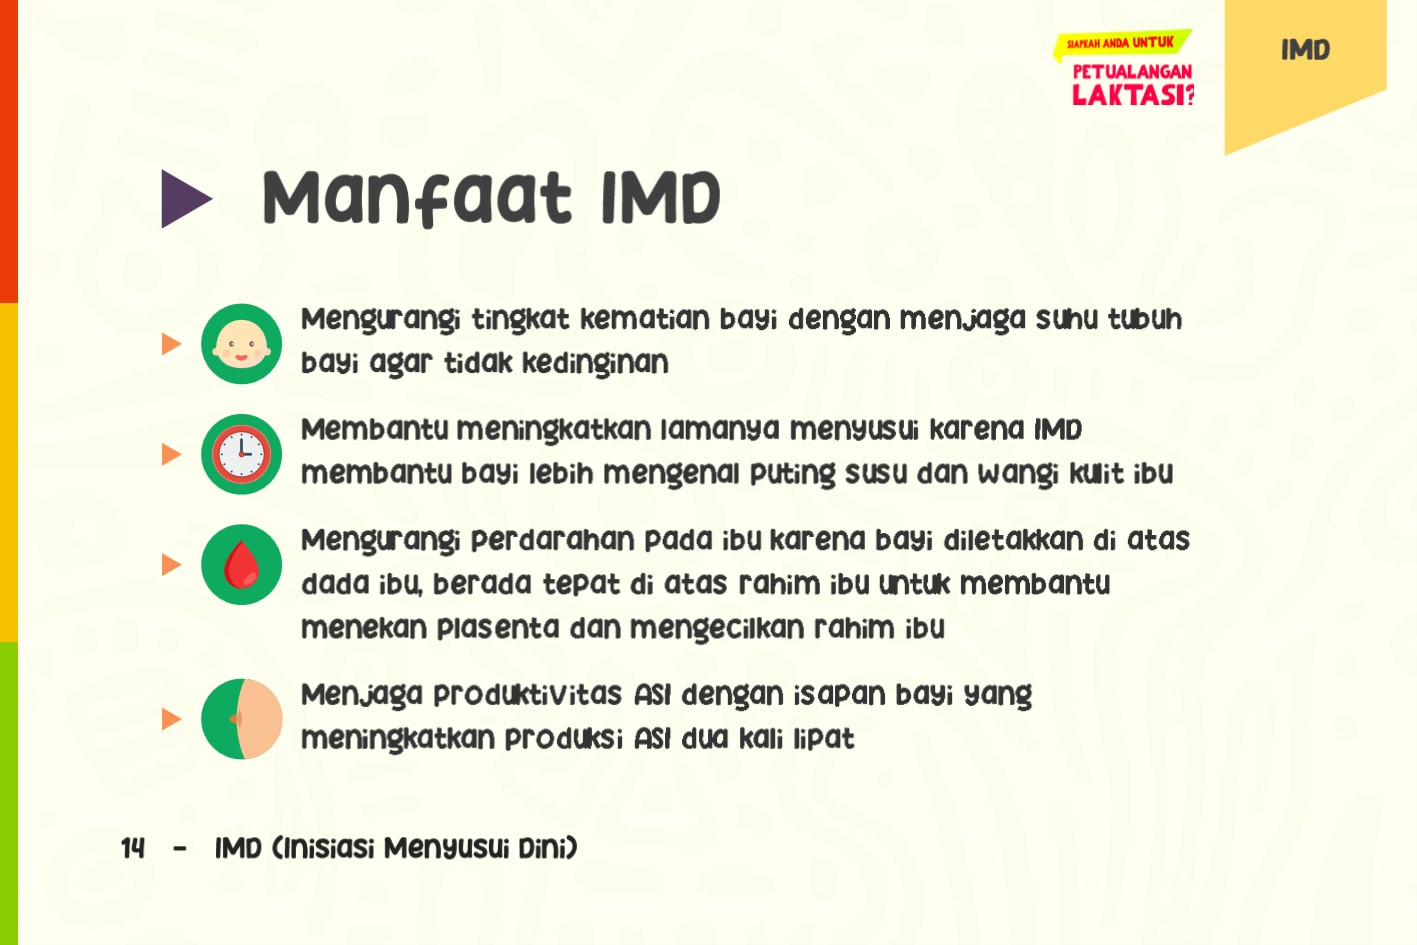 SIAPKAH ANDA UNTUK
PETUALANGAN
LAKTASI?
IMD
Manfaat IMD
Mengurangi tingkat kematian bayi dengan menjaga suhu tubuh
bayi agar tidak kedinginan
Membantu meningkatkan lamanya menyusui karena IMD
membantu bayi lebih mengenal puting susu dan wangi kulit ibu
Mengurangi perdarahan pada ibu karena bayi diletakkan di atas
dada ibu, berada tepat di atas rahim ibu untuk membantu
menekan plasenta dan mengecilkan rahim ibu
Menjaga produktivitas ASI dengan isapan bayi yang
meningkatkan produksi ASI dua kali lipat
14 - IMD (Inisiasi Menyusui Dini)